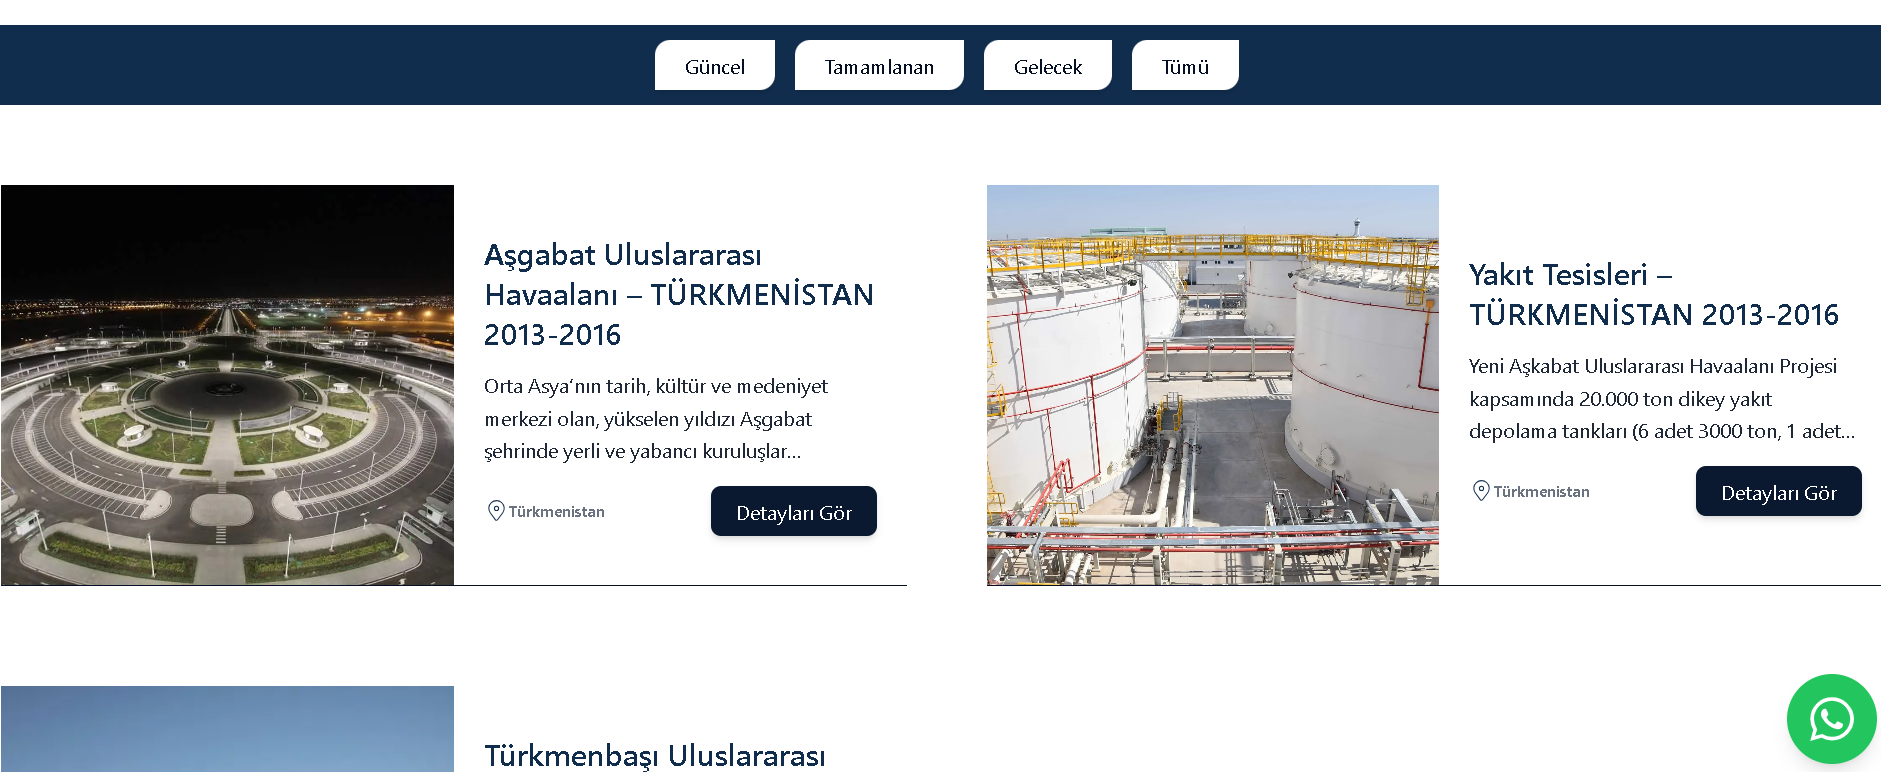 Güncel
Tamamlanan
Gelecek
Tümü
Aşgabat Uluslararası
Havaalanı – TÜRKMENİSTAN
2013-2016
Orta Asya’nın tarih, kültür ve medeniyet
merkezi olan, yükselen yıldızı Aşgabat
şehrinde yerli ve yabancı kuruluşlar...
Türkmenistan
Detayları Gör
Yakıt Tesisleri –
TÜRKMENİSTAN 2013-2016
Yeni Aşkabat Uluslararası Havaalanı Projesi
kapsamında 20.000 ton dikey yakıt
depolama tankları (6 adet 3000 ton, 1 adet...
Türkmenistan
Detayları Gör
Türkmenbaşı Uluslararası